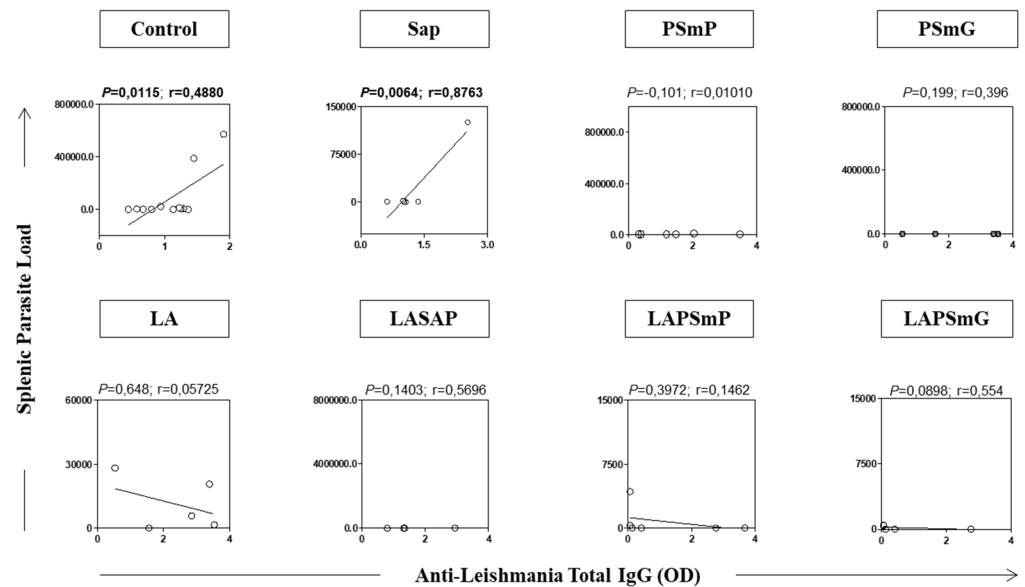 Control
Sap
PSmP
PSmG
P=0,0115; r=0,4880
P=0,0064; r=0,8763
P=-0,101; r=0,01010
P=0,199; r=0,396
800000.0
400000.0
0.0
0
1
2
150000
75000
0
0.0
1.5
3.0
800000.0
400000.0
0.0
0
2
4
800000.0
400000.0
0.0
0
2
4
Splenic Parasite Load
LA
LASAP
LAPSmP
LAPSmG
P=0,648; r=0,05725
P=0,1403; r=0,5696
P=0,3972; r=0,1462
P=0,0898; r=0,554
60000
30000
0
0
2
4
8000000.0
4000000.0
0.0
0
2
4
15000
7500
0
0
2
4
15000
7500
0
0
2
4
Anti-Leishmania Total IgG (OD)